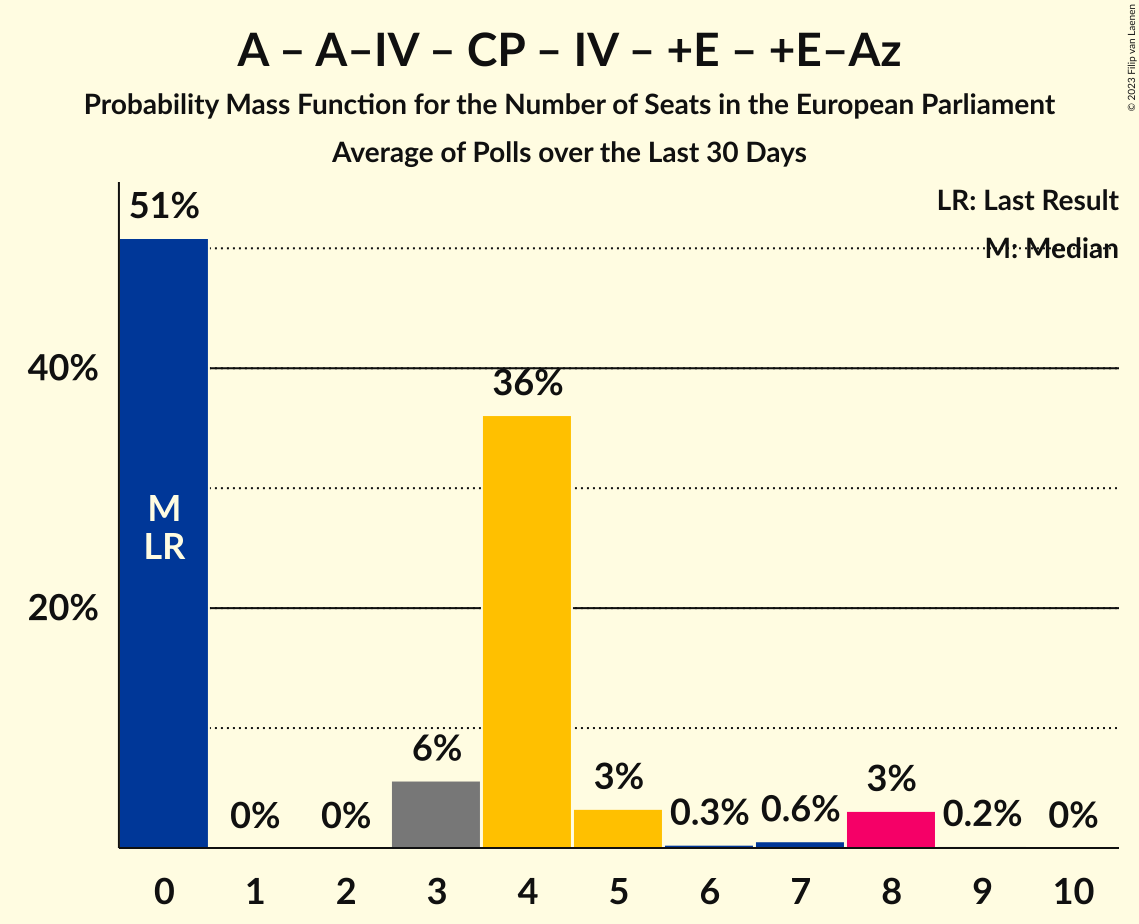 A – A–IV – CP – IV – +E – +E–Az
Probability Mass Function for the Number of Seats in the European Parliament
Average of Polls over the Last 30 Days
© 2023 Filip van Laenen
LR: Last Result
M: Median
51%
40%
36%
M
LR
20%
6%
3%
3%
0%
0%
0.3%
0.6%
0.2%
0%
0 1 2 3 4 5 6 7 8 9 10